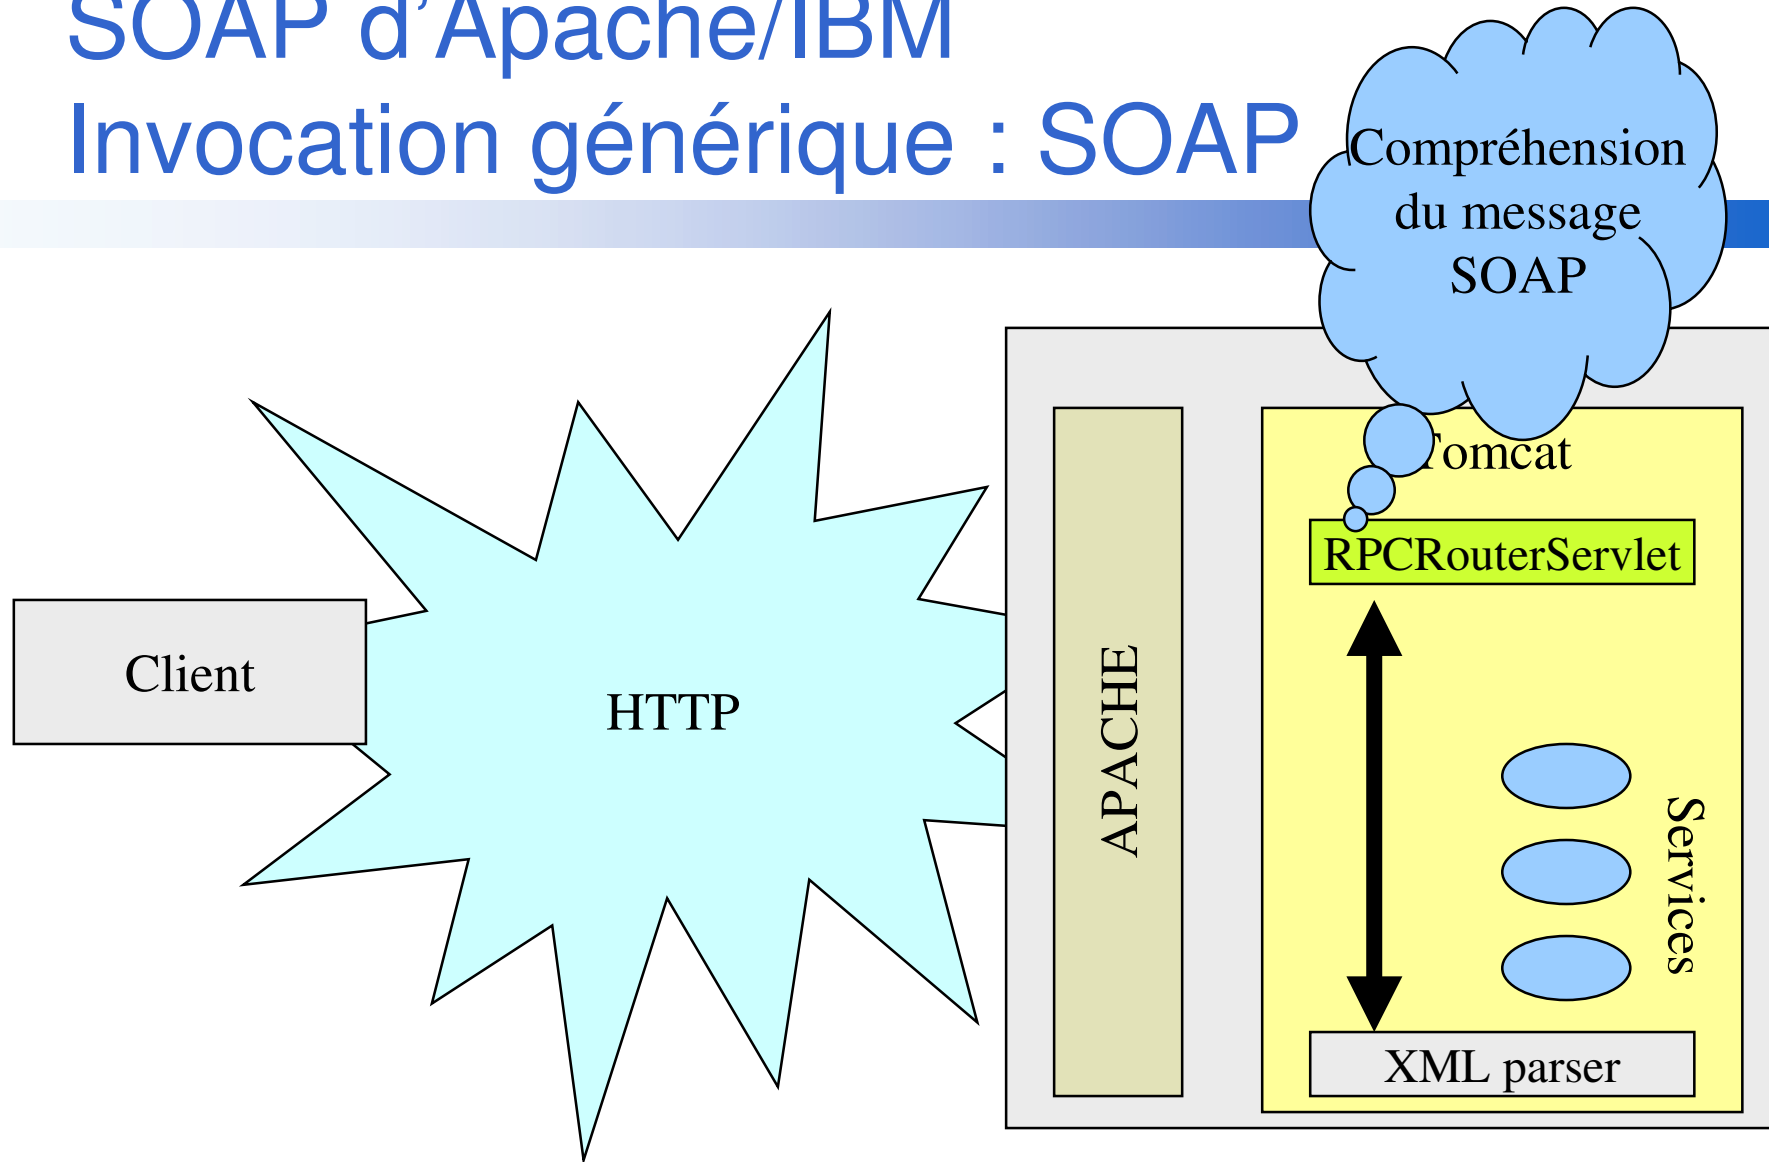 SOAP d’Apache/IBM
Invocation générique : SOAP
Compréhension
du message
SOAP
Tomcat
RPCRouterServlet
Client
HTTP
APACHE
Services
XML parser